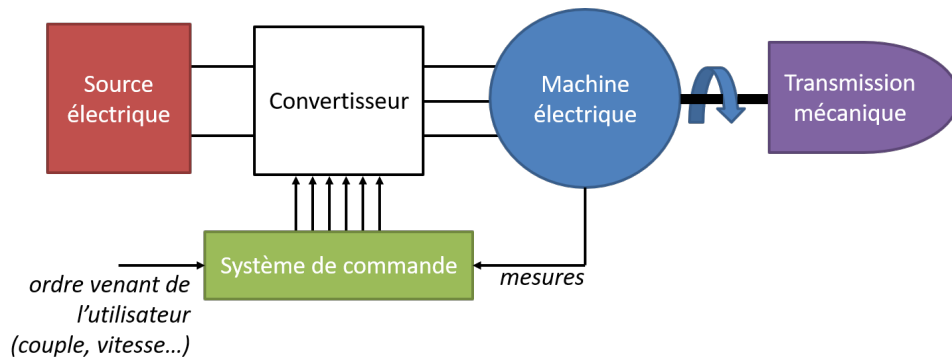 Source
électrique
Convertisseur
Machine
électrique
Transmission
mécanique
Système de commande
mesures
ordre venant de
l’utilisateur
(couple, vitesse…)